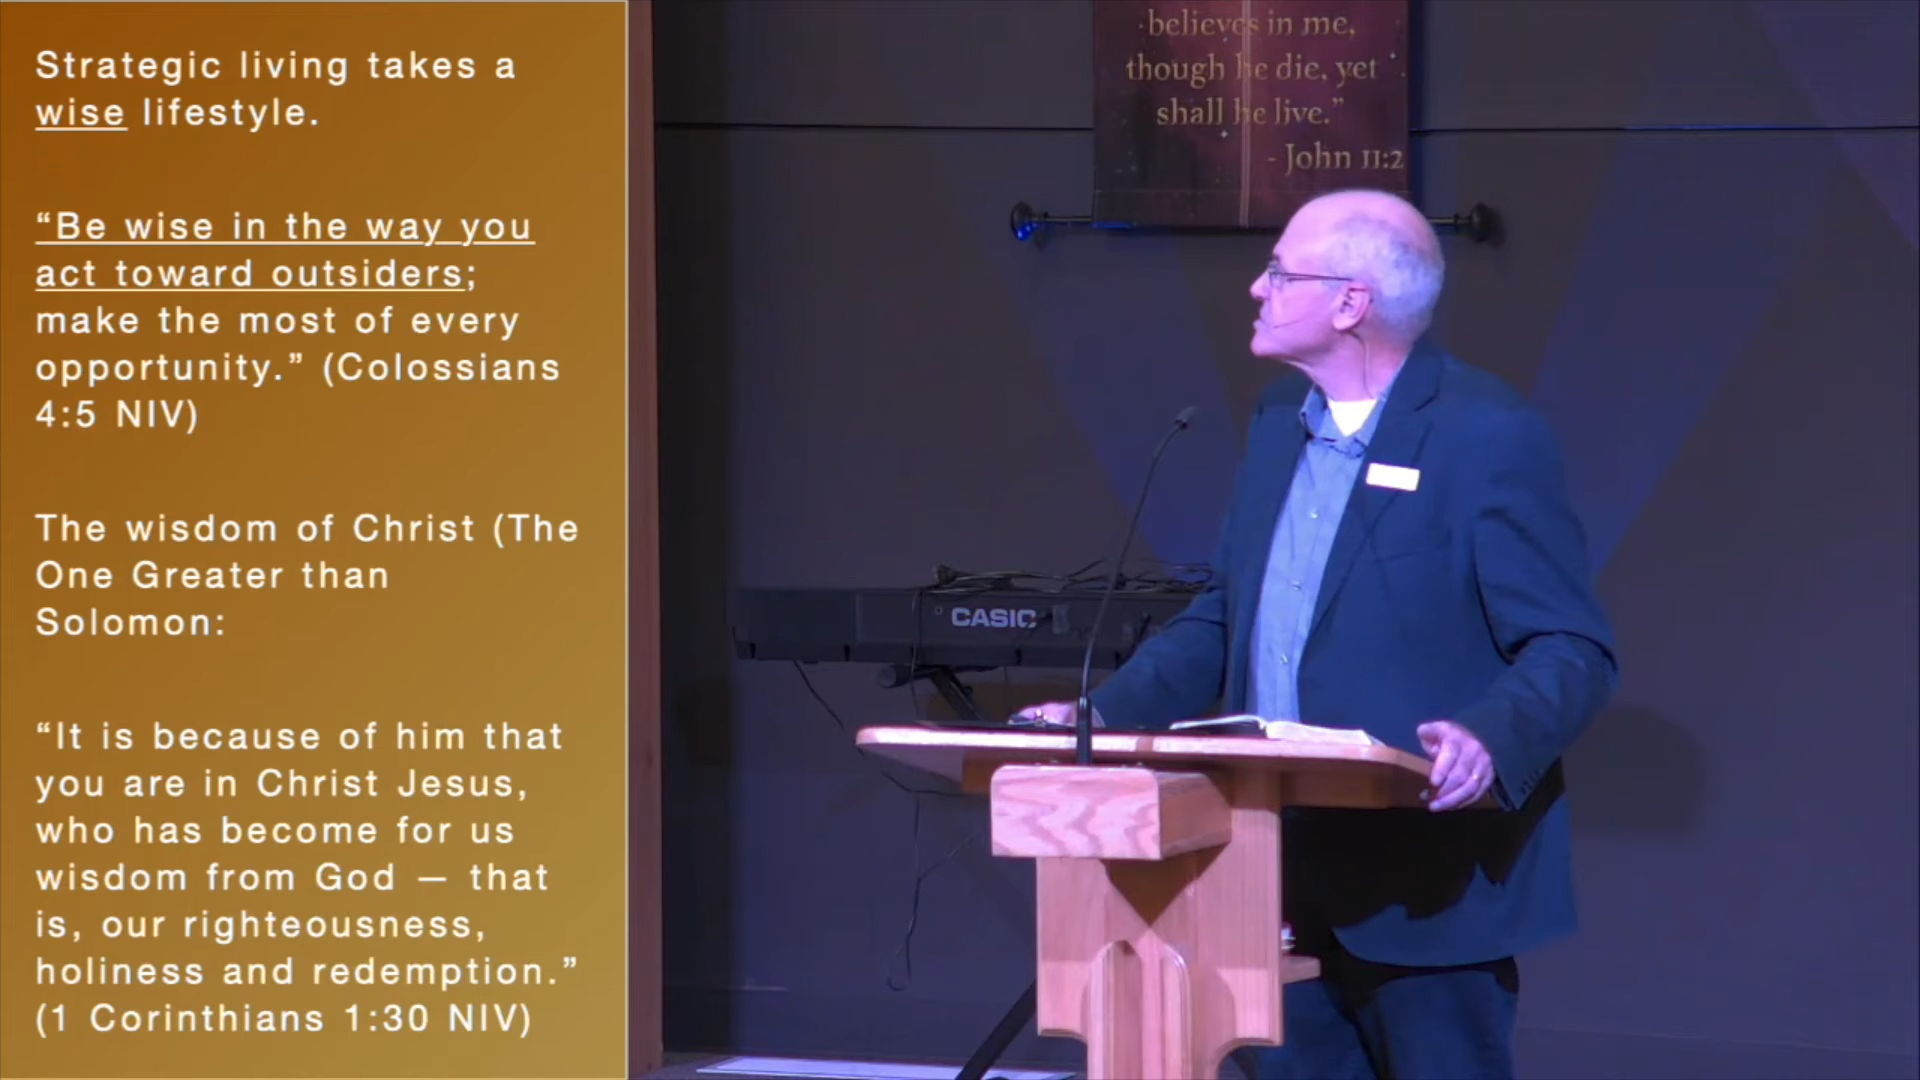 Strategic living takes a
wise lifestyle.
“Be wise in the way you
act toward outsiders;
make the most of every
opportunity.” (Colossians
4:5 NIV)
The wisdom of Christ (The
One Greater than
Solomon:
“It is because of him that
you are in Christ Jesus,
who has become for us
wisdom from God — that
is, our righteousness,
holiness and redemption.”
(1 Corinthians 1:30 NIV)
believes in me,
though he die, yet
shall he live.”
- John 11:2
CASIO